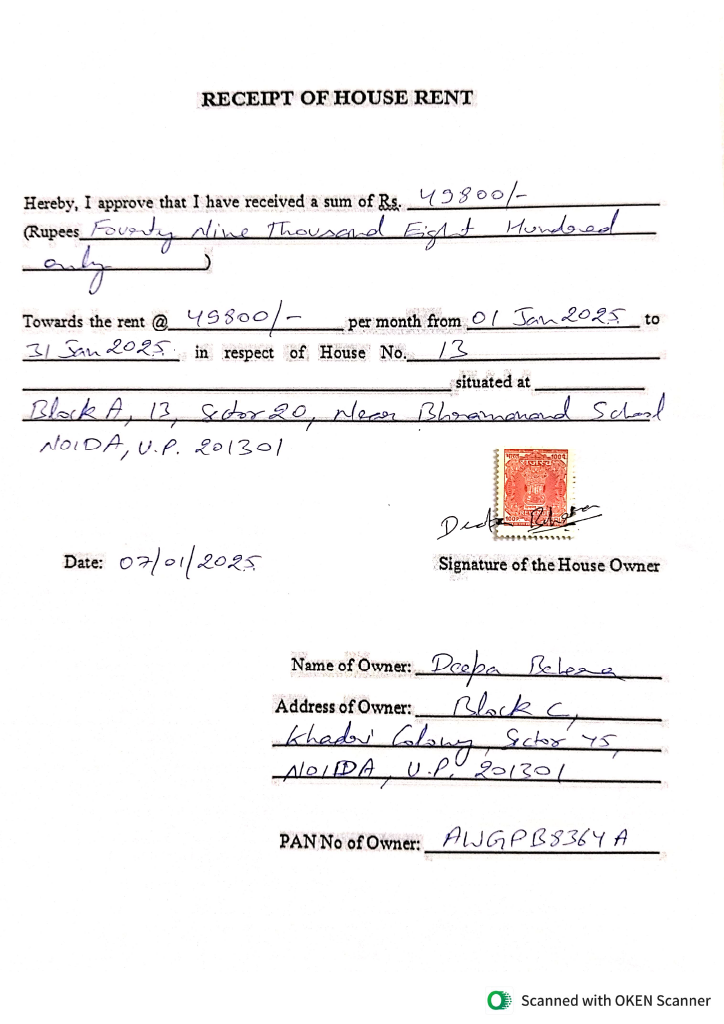 RECEIPT OF HOUSE RENT
Hereby, I approve that I have received a sum of Rs. 49800/-
(Rupees Fourty Nine Thousand Eight Hundred
only )
Towards the rent @ 49800/- per month from 01 Jan 2025 to
31 Jan 2025 in respect of House No. 13
situated at
Block A, 13, Sector 20, Near Bhramanand School
NOIDA, U.P. 201301
Deepa Behera
Date: 07/01/2025
Signature of the House Owner
Name of Owner: Deepa Behera
Address of Owner: Block C,
Khadar Colony, Sector 45,
NOIDA, U.P. 201301
PAN No of Owner: AWGPB8364A
Scanned with OKEN Scanner